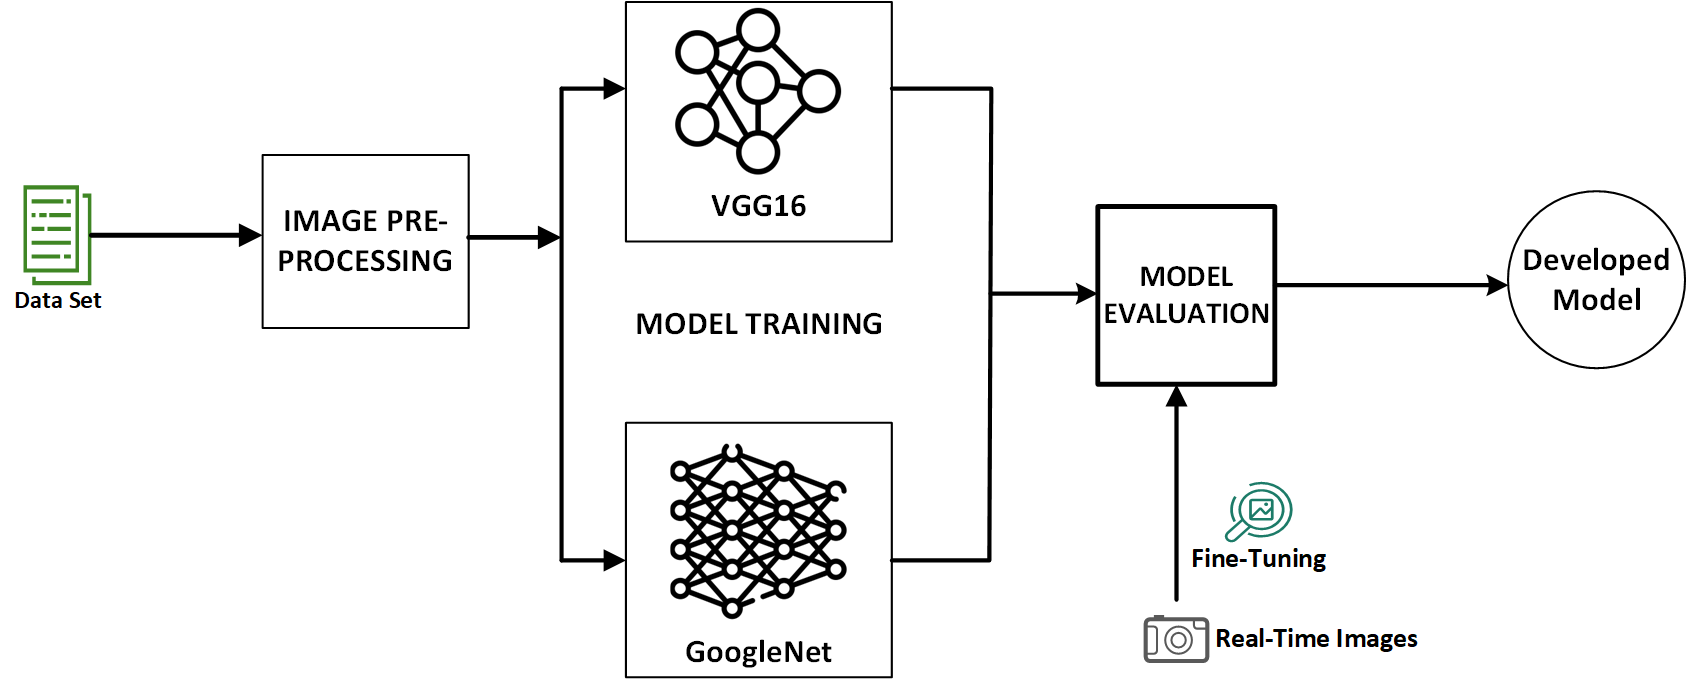 Data Set
IMAGE PRE-
PROCESSING
VGG16
MODEL TRAINING
GoogleNet
MODEL
EVALUATION
Fine-Tuning
Real-Time Images
Developed
Model